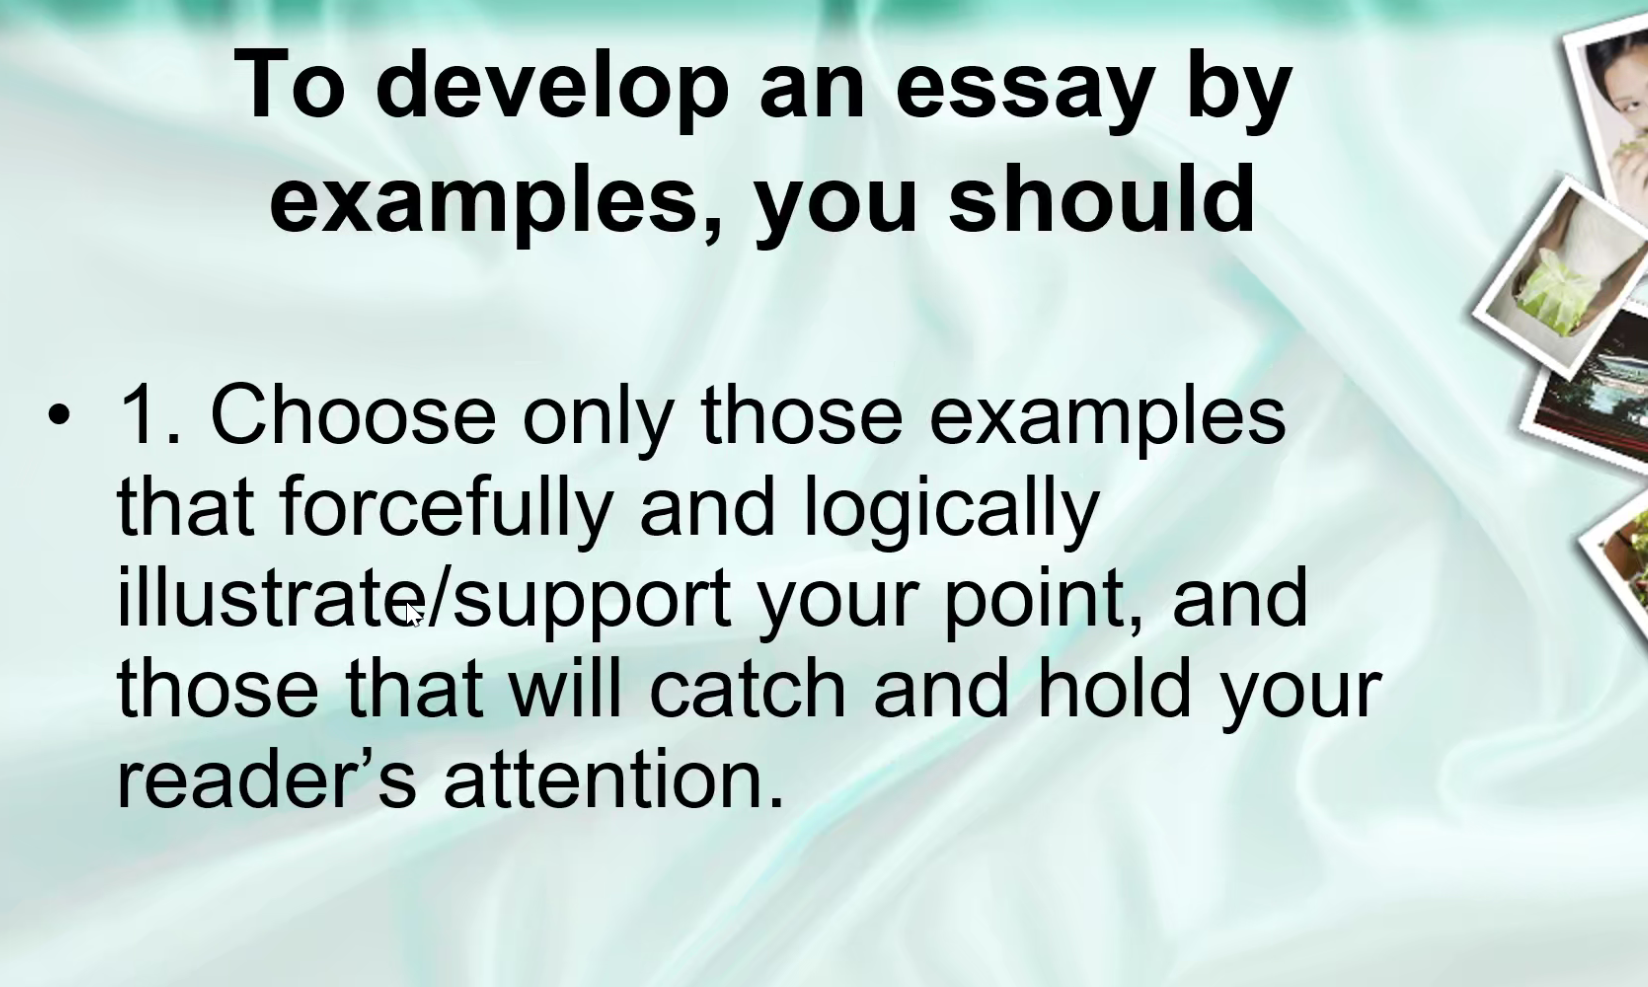 To develop an essay by
examples, you should
• 1. Choose only those examples
that forcefully and logically
illustrate/support your point, and
those that will catch and hold your
reader’s attention.